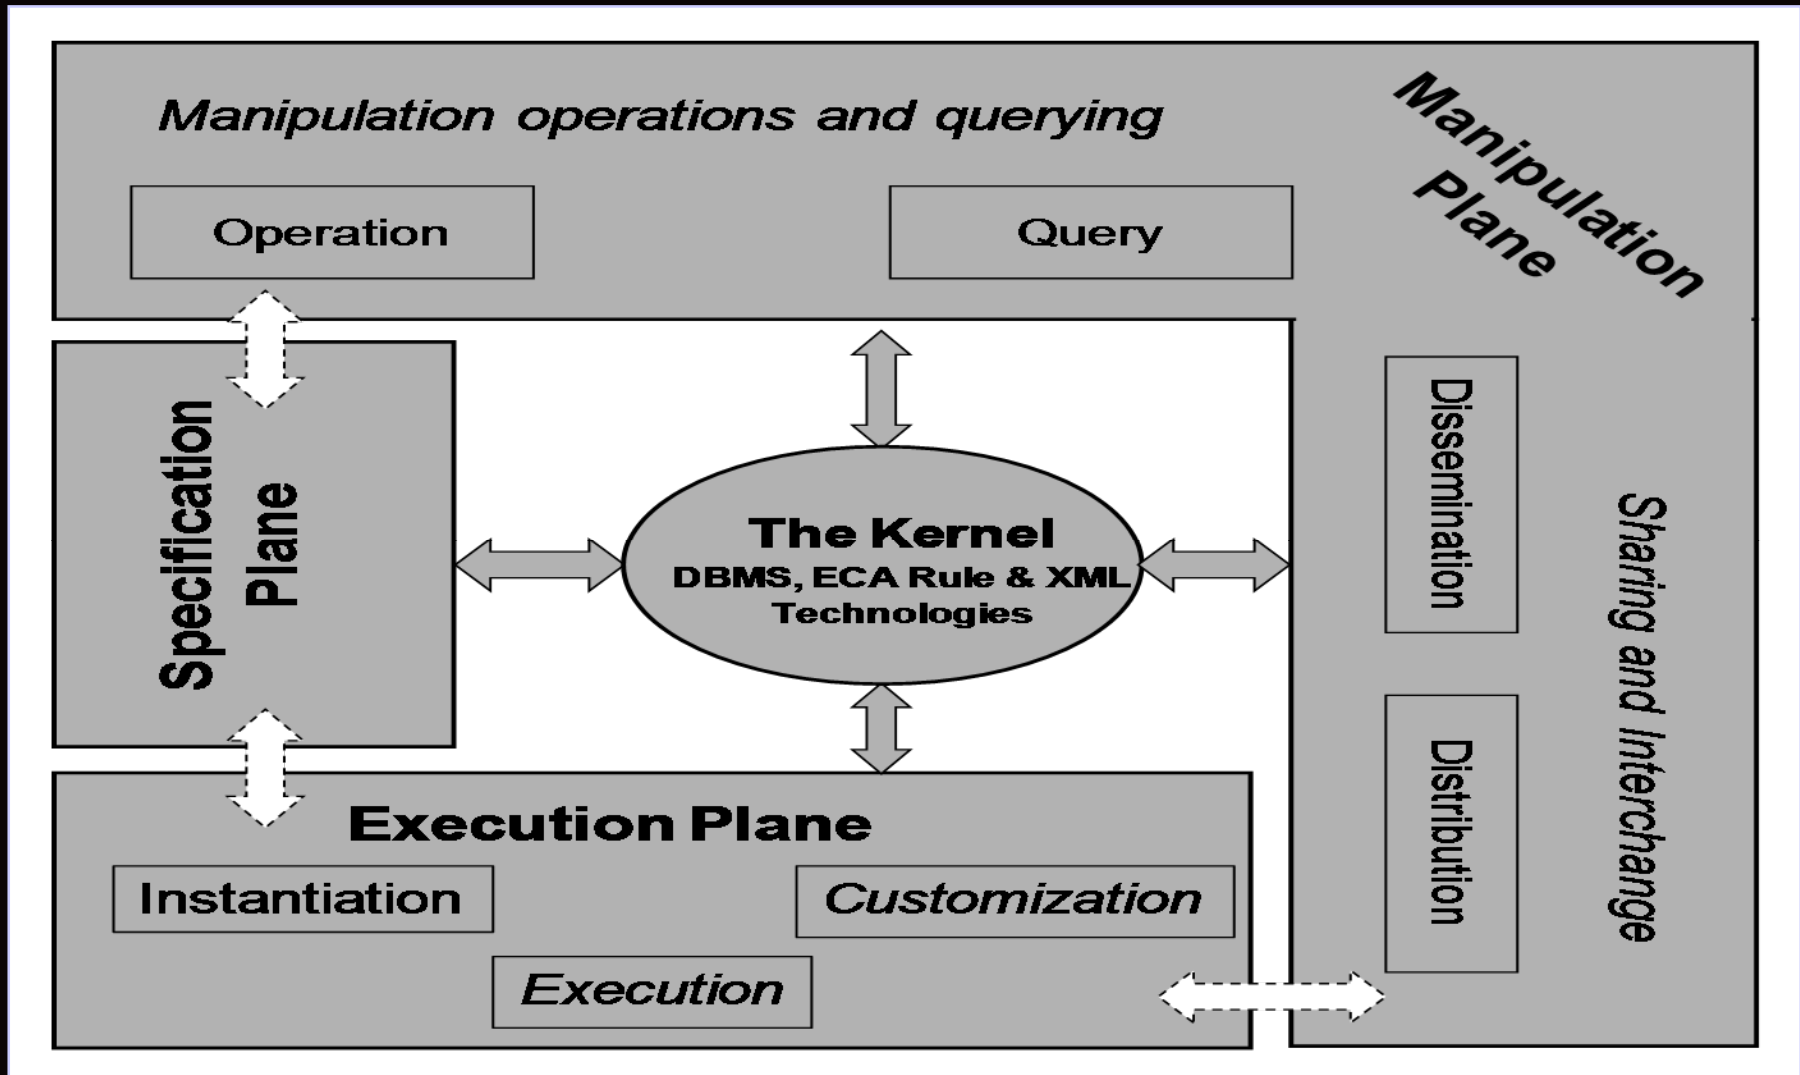 Manipulation operations and querying
Manipulation
Plane
Operation
Query
Specification
Plane
The Kernel
DBMS, ECA Rule & XML
Technologies
Dissemination
Distribution
Sharing and Interchange
Execution Plane
Instantiation
Customization
Execution